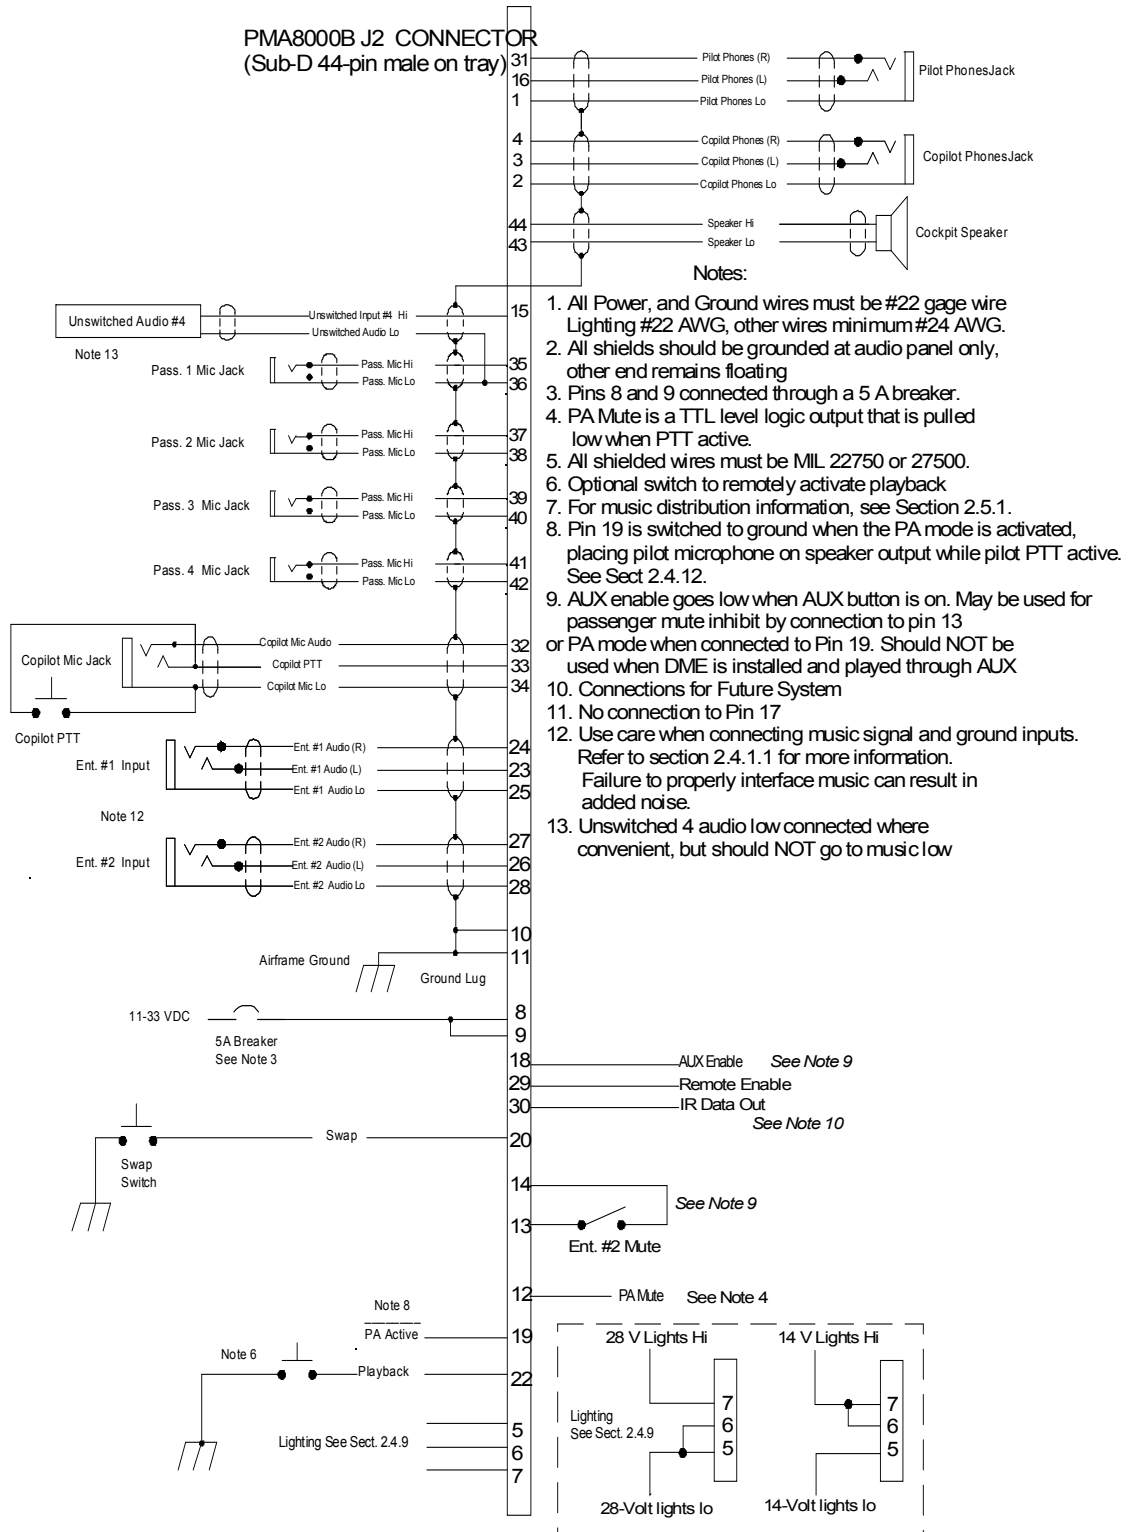 PMA8000B J2 CONNECTOR
(Sub-D 44-pin male on tray)
31 Pilot Phones (R)
16 Pilot Phones (L)
1 Pilot Phones Lo
Pilot PhonesJack
4 Copilot Phones (R)
3 Copilot Phones (L)
2 Copilot Phones Lo
Copilot PhonesJack
44 Speaker Hi
43 Speaker Lo
Cockpit Speaker
Notes:
1. All Power, and Ground wires must be #22 gage wire
Lighting #22 AWG, other wires minimum #24 AWG.
2. All shields should be grounded at audio panel only,
other end remains floating
3. Pins 8 and 9 connected through a 5 A breaker.
4. PA Mute is a TTL level logic output that is pulled
low when PTT active.
5. All shielded wires must be MIL 22750 or 27500.
6. Optional switch to remotely activate playback
7. For music distribution information, see Section 2.5.1.
8. Pin 19 is switched to ground when the PA mode is activated,
placing pilot microphone on speaker output while pilot PTT active.
See Sect 2.4.12.
9. AUX enable goes low when AUX button is on. May be used for
passenger mute inhibit by connection to pin 13
or PA mode when connected to Pin 19. Should NOT be
used when DME is installed and played through AUX
10. Connections for Future System
11. No connection to Pin 17
12. Use care when connecting music signal and ground inputs.
Refer to section 2.4.1.1 for more information.
Failure to properly interface music can result in
added noise.
13. Unswitched 4 audio low connected where
convenient, but should NOT go to music low
Unswitched Audio #4
Note 13
Unswitched Input #4 Hi 15
Unswitched Audio Lo
Pass. 1 Mic Jack
Pass. Mic Hi 35
Pass. Mic Lo 36
Pass. 2 Mic Jack
Pass. Mic Hi 37
Pass. Mic Lo 38
Pass. 3 Mic Jack
Pass. Mic Hi 39
Pass. Mic Lo 40
Pass. 4 Mic Jack
Pass. Mic Hi 41
Pass. Mic Lo 42
Copilot Mic Jack
Copilot Mic Audio 32
Copilot PTT 33
Copilot Mic Lo 34
Copilot PTT
Ent. #1 Input
Ent. #1 Audio (R) 24
Ent. #1 Audio (L) 23
Ent. #1 Audio Lo 25
Note 12
Ent. #2 Input
Ent. #2 Audio (R) 27
Ent. #2 Audio (L) 26
Ent. #2 Audio Lo 28
10
11
Airframe Ground
Ground Lug
11-33 VDC
5A Breaker
See Note 3
8
9
18 AUX Enable See Note 9
29 Remote Enable
30 IR Data Out
See Note 10
Swap 20
Swap
Switch
14
See Note 9
13
Ent. #2 Mute
12 PA Mute See Note 4
Note 8
PA Active 19
Note 6
Playback 22
Lighting See Sect. 2.4.9
5
6
7
28 V Lights Hi
14 V Lights Hi
Lighting
See Sect. 2.4.9
7
6
5
7
6
5
28-Volt lights lo
14-Volt lights lo